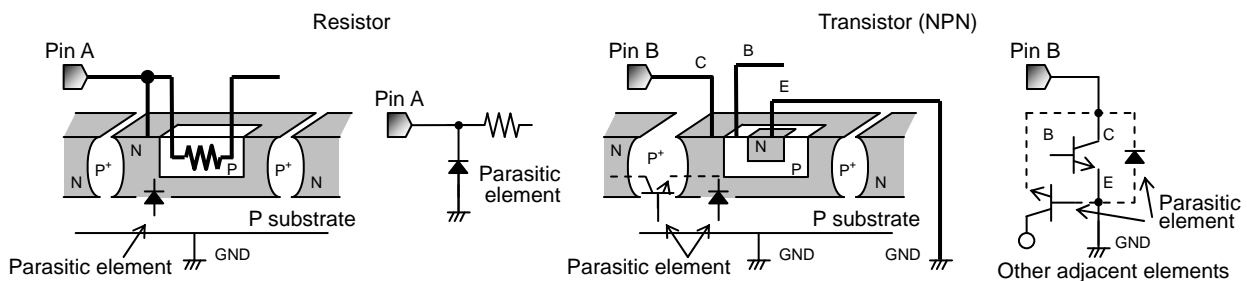 Resistor
Transistor (NPN)
Pin A
Pin B
B
C
E
Pin B
Pin A
N
P+
N
P+
P
N
Parasitic
element
P substrate
GND
Parasitic element
N
P+
N
P
P+
N
P substrate
GND
Parasitic element
B
C
E
Parasitic
element
GND
Other adjacent elements